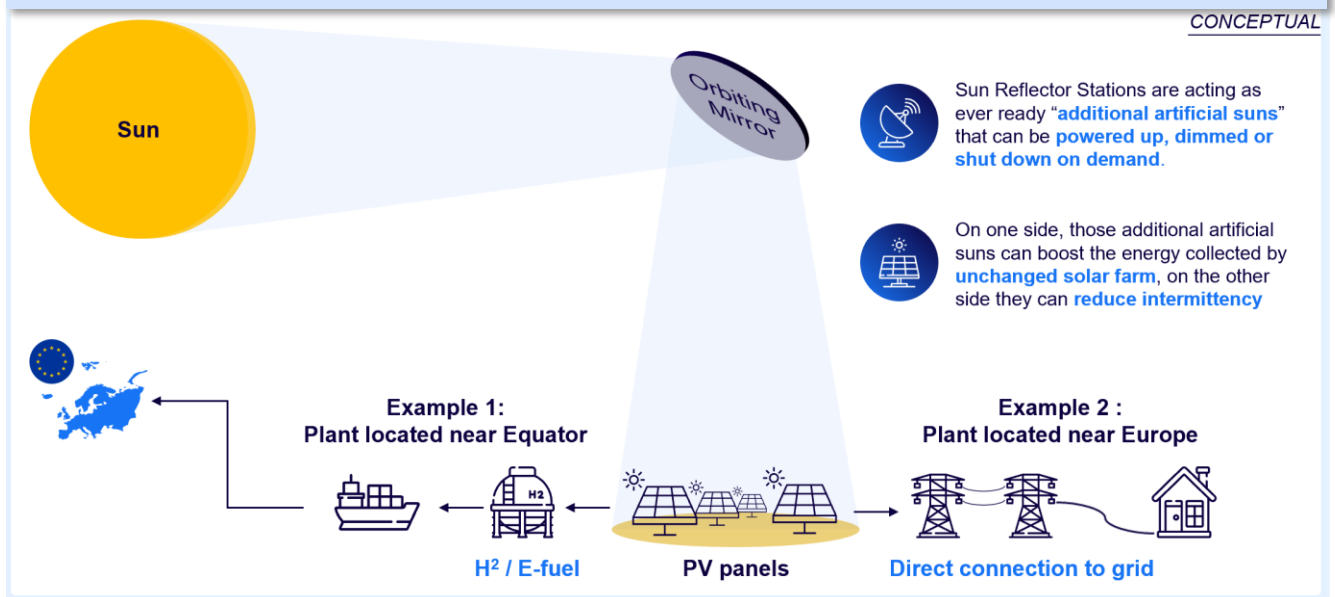 CONCEPTUAL
Sun
Orbiting
Mirror
Sun Reflector Stations are acting as
ever ready “additional artificial suns”
that can be powered up, dimmed or
shut down on demand.
On one side, those additional artificial
suns can boost the energy collected by
unchanged solar farm, on the other
side they can reduce intermittency
Example 1:
Plant located near Equator
Example 2 :
Plant located near Europe
H2
H² / E-fuel
PV panels
Direct connection to grid